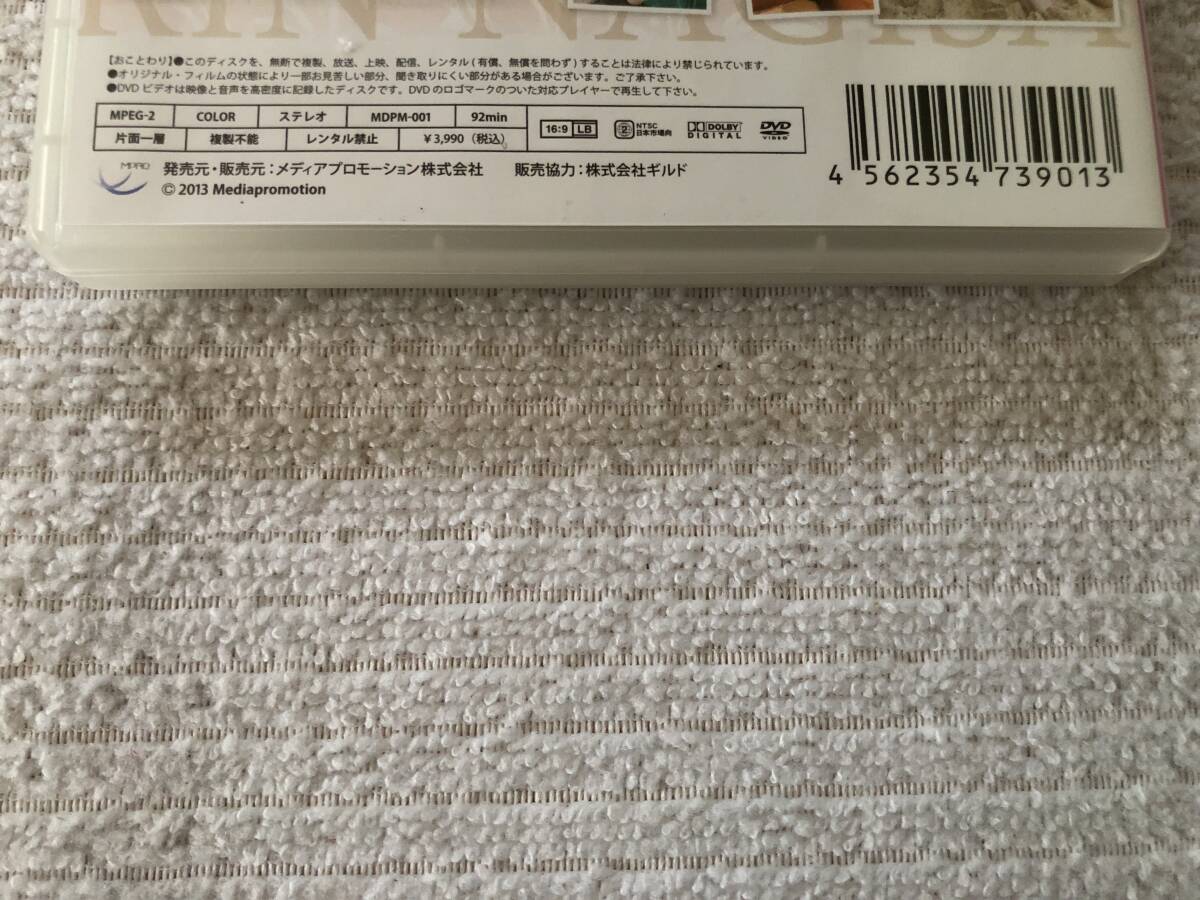 RIN NAGISA
【おことわり】●このディスクを、無断で複製、放送、上映、配信、レンタル(有償、無償を問わず)することは法律により禁じられています。
●オリジナル・フィルムの状態により一部お見苦しい部分、聞き取りにくい部分がある場合がございます。ご了承下さい。
●DVDビデオは映像と音声を高密度に記録したディスクです。DVDのロゴマークのついた対応プレイヤーで再生して下さい。
MPEG-2 COLOR ステレオ MDPM-001 92min
片面一層 複製不能 レンタル禁止 ￥3,990(税込)
16:9 LB 2 NTSC 日本市場向 DOLBY DIGITAL DVD VIDEO
MPRO 発売元・販売元：メディアプロモーション株式会社 販売協力：株式会社ギルド
© 2013 Mediapromotion
4 562354 739013